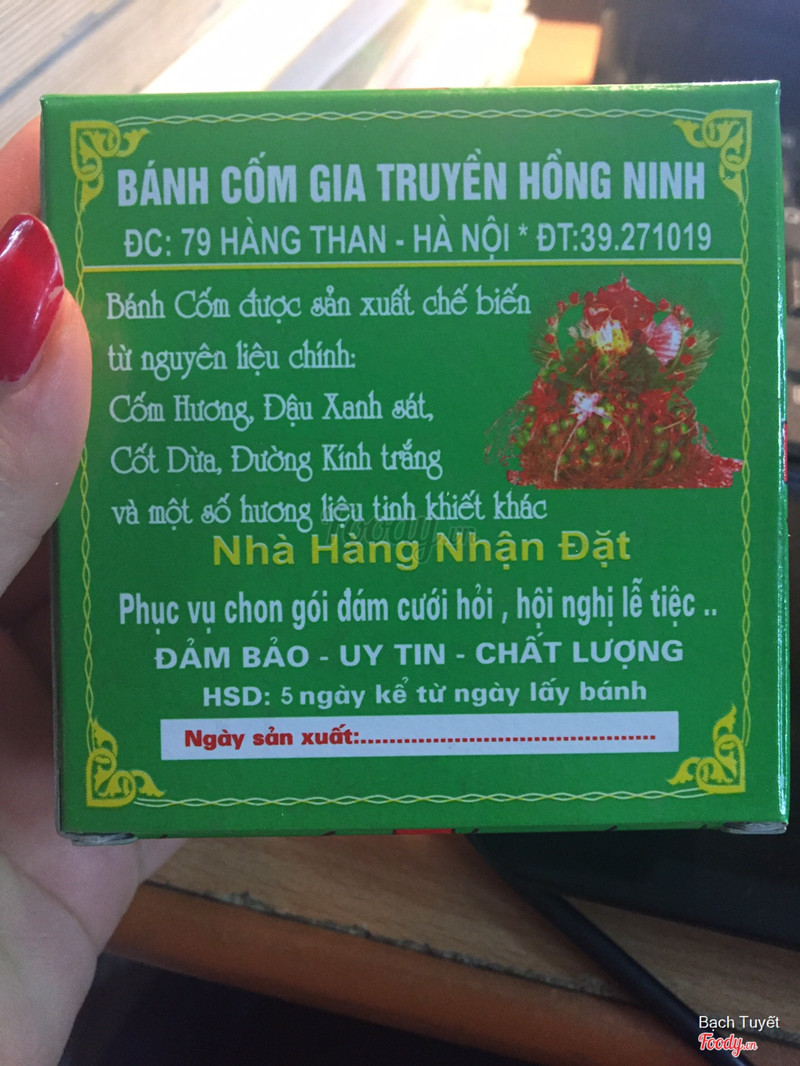 BÁNH CỐM GIA TRUYỀN HỒNG NINH
ĐC: 79 HÀNG THAN - HÀ NỘI * ĐT:39.271019
Bánh Cốm được sản xuất chế biến
từ nguyên liệu chính:
Cốm Hương, Đậu Xanh sát,
Cốt Dừa, Đường Kính trắng
và một số hương liệu tinh khiết khác
Foody.vn
Nhà Hàng Nhận Đặt
Phục vụ chon gói đám cưới hỏi , hội nghị lễ tiệc ..
ĐẢM BẢO - UY TIN - CHẤT LƯỢNG
HSD: 5 ngày kể từ ngày lấy bánh
Ngày sản xuất:.........................................
Bạch Tuyết
Foody.vn